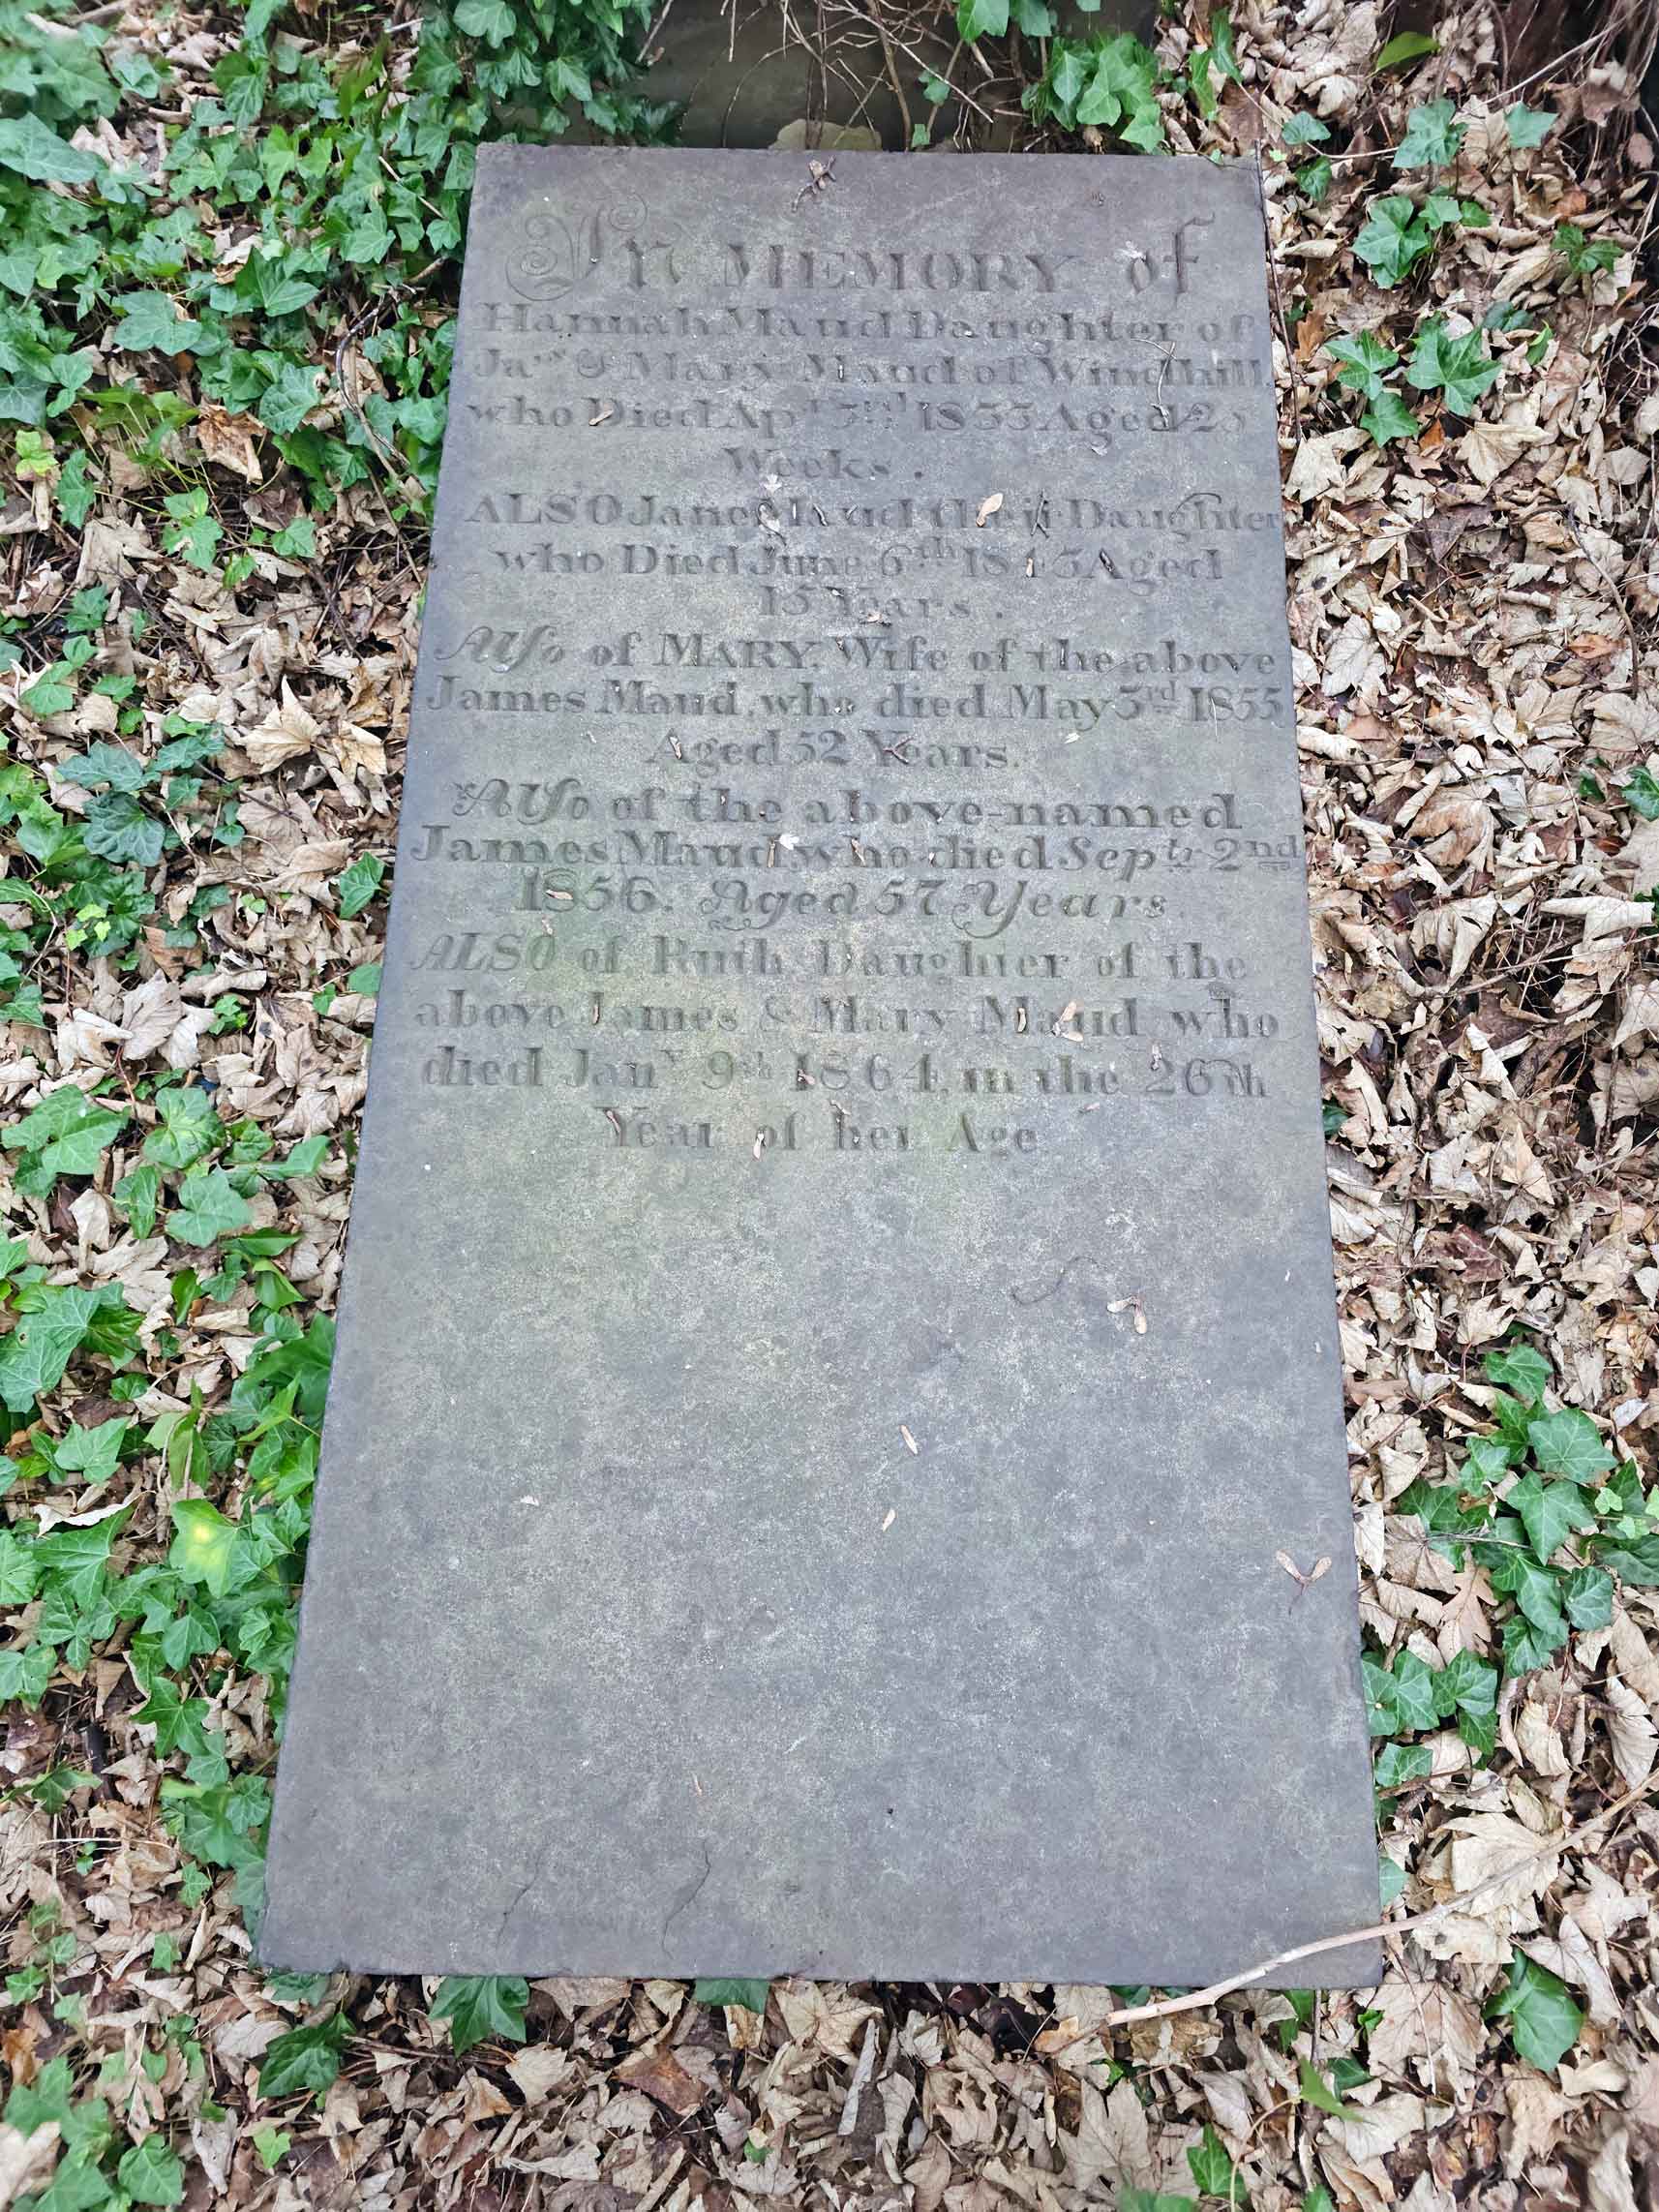 In MEMORY of
Hannah Maud Daughter of
Jaˢ & Mary Maud of Windhill
who Died Apˡ 3ʳᵈ 1833 Aged 25
Weeks .
ALSO Jane Maud their Daughter
who Died June 6th 1845 Aged
15 Years .
Also of MARY, Wife of the above
James Maud, who died May 3rd 1855
Aged 52 Years.
Also of the above-named
James Maud, who died Septr 2nd
1856. Aged 57 Years.
ALSO of Ruth Daughter of the
above James & Mary Maud who
died Janʸ 9th 1864, in the 26th
Year of her Age